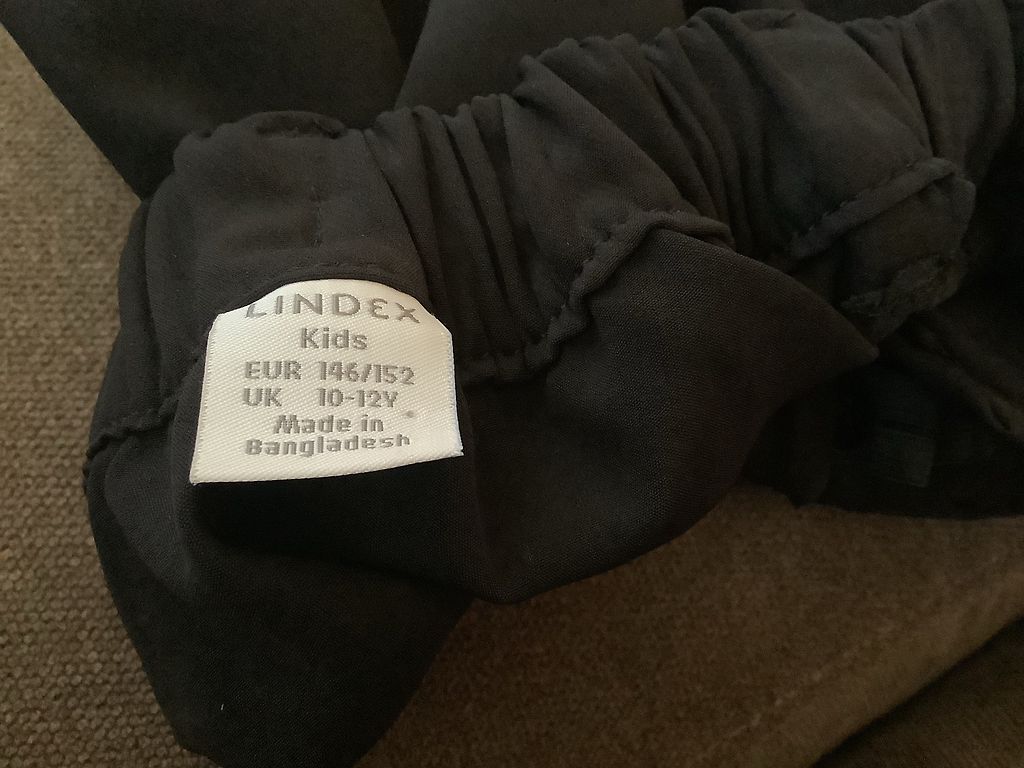 LINDEX
Kids
EUR 146/152
UK 10-12Y
Made in
Bangladesh